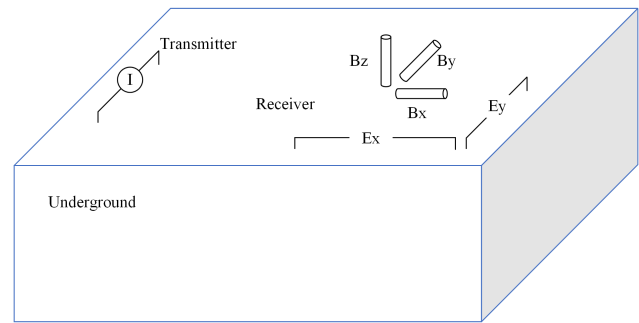 Transmitter
I
Bz
By
Bx
Receiver
Ey
Ex
Underground